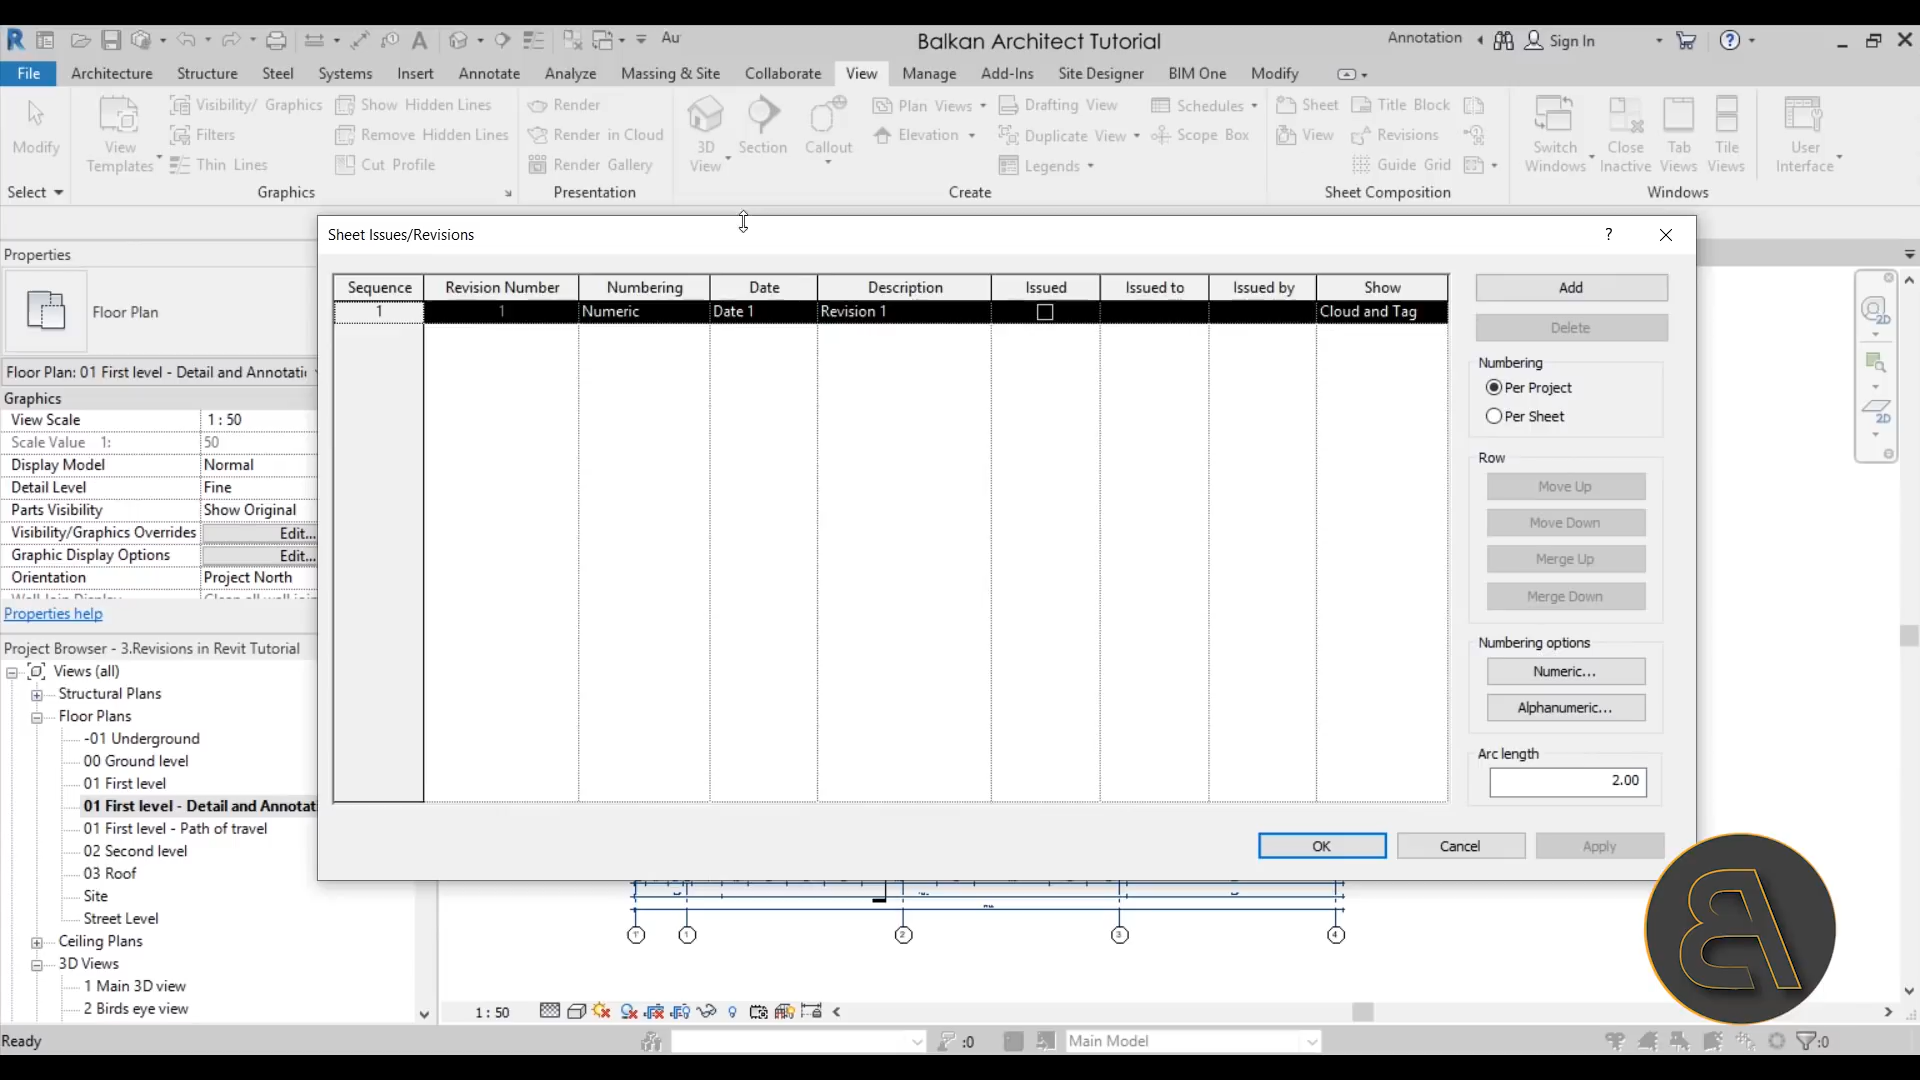 Au
Balkan Architect Tutorial
Annotation
Sign In
File Architecture Structure Steel Systems Insert Annotate Analyze Massing & Site Collaborate View Manage Add-Ins Site Designer BIM One Modify
Modify
View
Templates
Visibility/ Graphics
Filters
Thin Lines
Show Hidden Lines
Remove Hidden Lines
Cut Profile
Render
Render in Cloud
Render Gallery
3D
View
Section
Callout
Plan Views
Elevation
Drafting View
Duplicate View
Legends
Schedules
Scope Box
Sheet
View
Title Block
Revisions
Guide Grid
Switch
Windows
Close
Inactive
Tab
Views
Tile
Views
User
Interface
Select Graphics Presentation Create Sheet Composition Windows
Properties
Floor Plan
Floor Plan: 01 First level - Detail and Annotati
Graphics
View Scale 1 : 50
Scale Value 1: 50
Display Model Normal
Detail Level Fine
Parts Visibility Show Original
Visibility/Graphics Overrides Edit...
Graphic Display Options Edit...
Orientation Project North
Properties help
Project Browser - 3.Revisions in Revit Tutorial
Views (all)
Structural Plans
Floor Plans
-01 Underground
00 Ground level
01 First level
01 First level - Detail and Annotat
01 First level - Path of travel
02 Second level
03 Roof
Site
Street Level
Ceiling Plans
3D Views
1 Main 3D view
2 Birds eye view
Sheet Issues/Revisions
?
Sequence Revision Number Numbering Date Description Issued Issued to Issued by Show
1 1 Numeric Date 1 Revision 1 Cloud and Tag
Add
Delete
Numbering
Per Project
Per Sheet
Row
Move Up
Move Down
Merge Up
Merge Down
Numbering options
Numeric...
Alphanumeric...
Arc length
2.00
OK Cancel Apply
2D
2D
1 2 3 4
1 : 50
Ready
:0
Main Model
:0